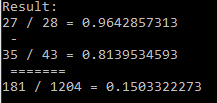 Result:
27 / 28 = 0.9642857313
-
35 / 43 = 0.8139534593
=======
181 / 1204 = 0.1503322273